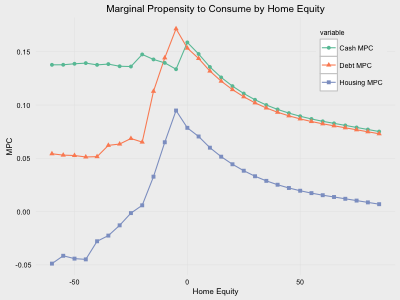 Marginal Propensity to Consume by Home Equity
variable
Cash MPC
Debt MPC
Housing MPC
MPC
0.15
0.10
0.05
0.00
-0.05
-50
0
50
Home Equity